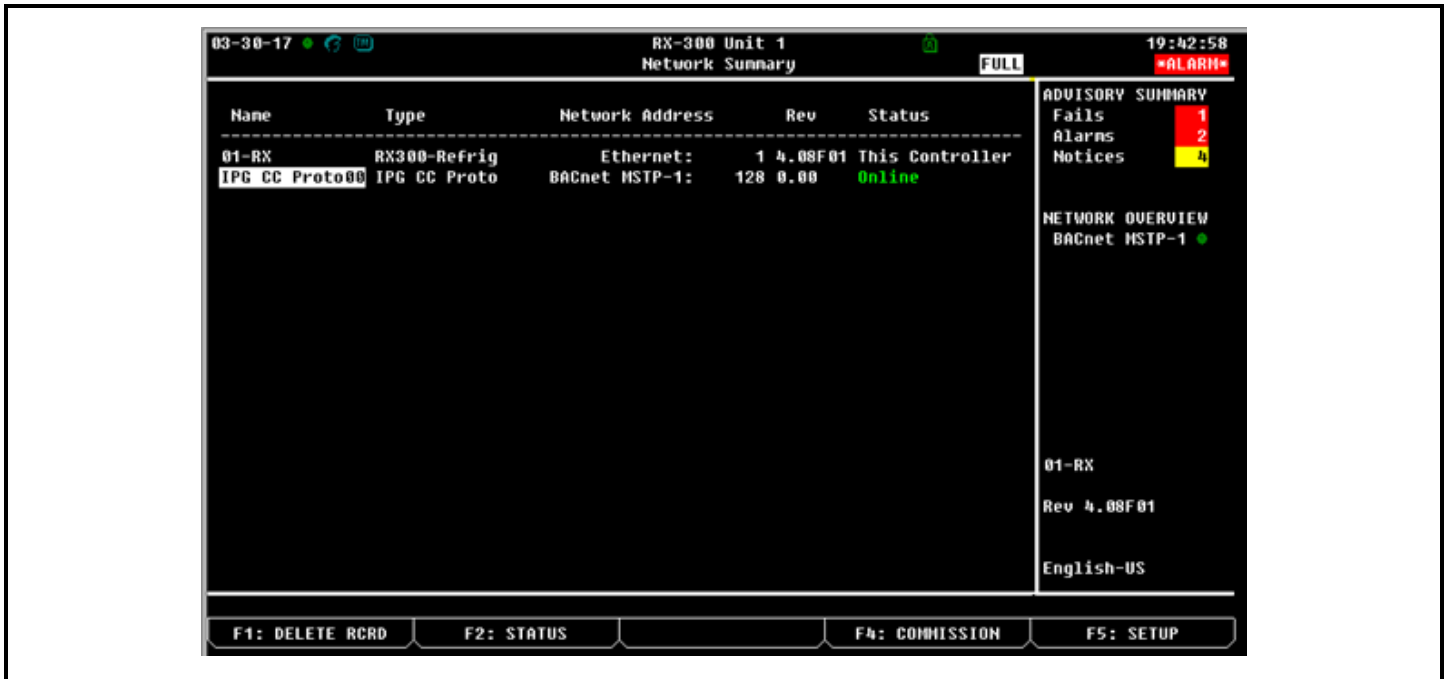 03-30-17 RX-300 Unit 1 19:42:58
Network Summary FULL *ALARM*
ADVISORY SUMMARY
Name Type Network Address Rev Status Fails 1
Alarms 2
01-RX RX300-Refrig Ethernet: 1 4.08F01 This Controller Notices 4
IPG CC Proto00 IPG CC Proto BACnet MSTP-1: 128 0.00 Online
NETWORK OVERVIEW
BACnet MSTP-1
01-RX
Rev 4.08F01
English-US
F1: DELETE RCRD F2: STATUS F4: COMMISSION F5: SETUP